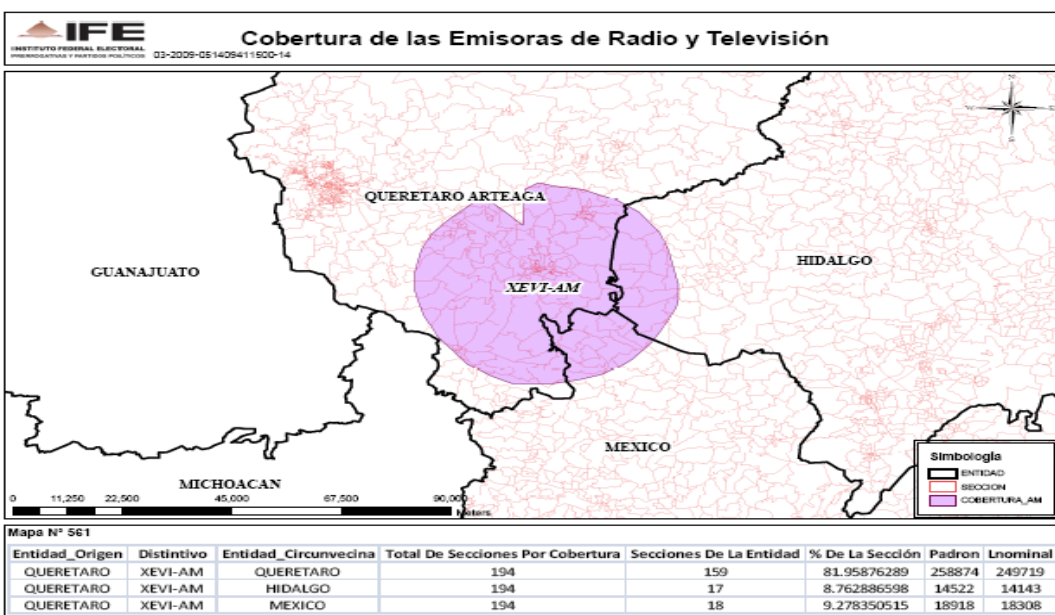 IFE
INSTITUTO FEDERAL ELECTORAL
PRERROGATIVAS Y PARTIDOS POLÍTICOS
03-2009-051409411500-14
Cobertura de las Emisoras de Radio y Televisión
N
W
E
S
QUERETARO ARTEAGA
GUANAJUATO
HIDALGO
XEVI-AM
MEXICO
MICHOACAN
0 11,250 22,500 45,000 67,500 90,000
Meters
Simbologia
ENTIDAD
SECCION
COBERTURA_AM
Mapa N° 561
Entidad_Origen Distintivo Entidad_Circunvecina Total De Secciones Por Cobertura Secciones De La Entidad % De La Sección Padron Lnominal
QUERETARO XEVI-AM QUERETARO 194 159 81.95876289 258874 249719
QUERETARO XEVI-AM HIDALGO 194 17 8.762886598 14522 14143
QUERETARO XEVI-AM MEXICO 194 18 9.278350515 18918 18308